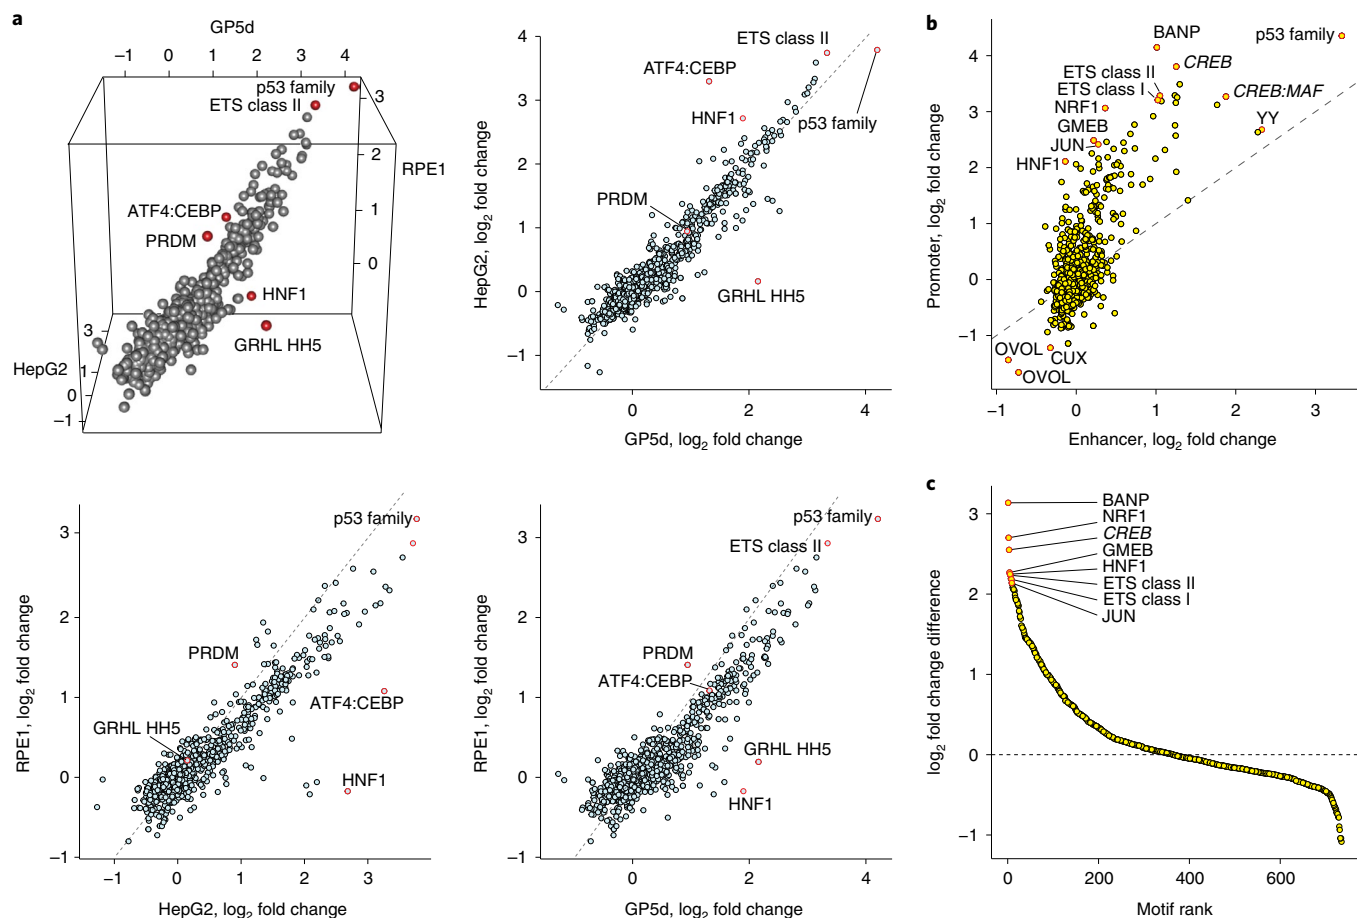 a
GP5d
−1 0 1 2 3 4
p53 family
ETS class II
3
2
RPE1
1
0
ATF4:CEBP
PRDM
HNF1
GRHL HH5
HepG2
3
1
0
−1
HepG2, log2 fold change
4
3
2
1
0
−1
ETS class II
ATF4:CEBP
HNF1
p53 family
PRDM
GRHL HH5
0 2 4
GP5d, log2 fold change
b
Promoter, log2 fold change
4
3
2
1
0
−1
BANP
p53 family
CREB
ETS class II
ETS class I
CREB:MAF
NRF1
YY
GMEB
JUN
HNF1
OVOL
CUX
OVOL
−1 0 1 2 3
Enhancer, log2 fold change
RPE1, log2 fold change
3
2
1
0
−1
p53 family
PRDM
ATF4:CEBP
GRHL HH5
HNF1
−1 0 1 2 3
HepG2, log2 fold change
RPE1, log2 fold change
3
2
1
0
−1
p53 family
ETS class II
PRDM
ATF4:CEBP
GRHL HH5
HNF1
0 2 4
GP5d, log2 fold change
c
log2 fold change difference
3
2
1
0
−1
BANP
NRF1
CREB
GMEB
HNF1
ETS class II
ETS class I
JUN
0 200 400 600
Motif rank